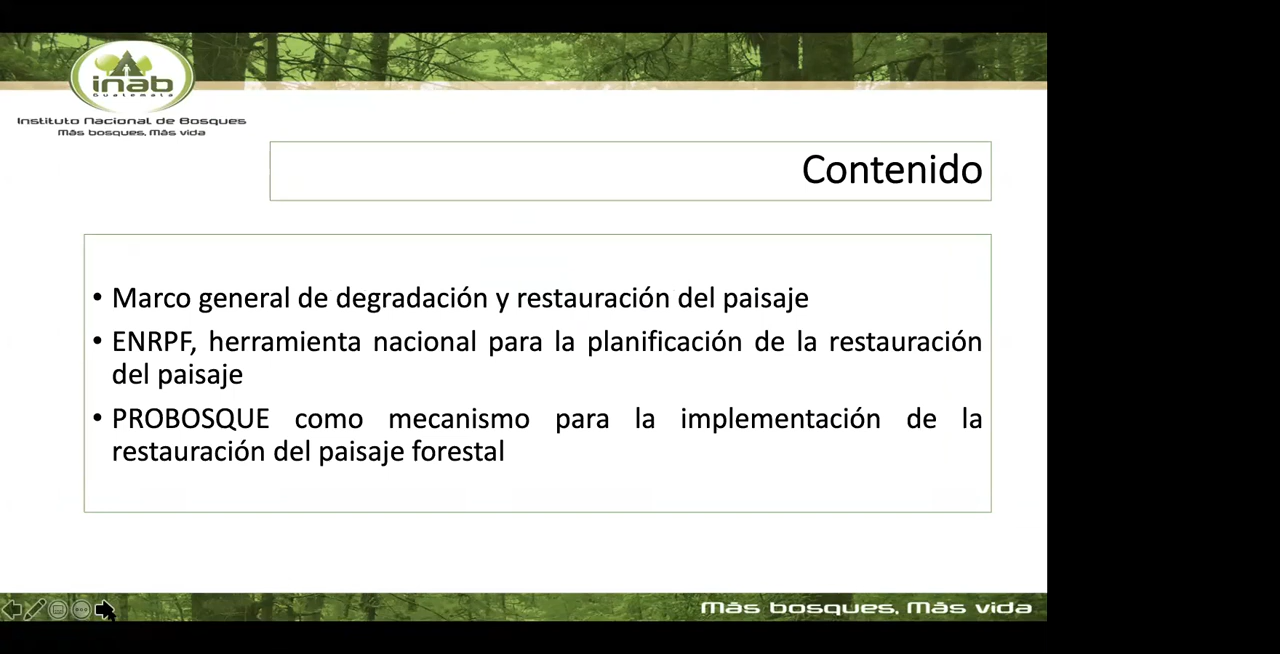 inab
Guatemala
Instituto Nacional de Bosques
Más bosques, Más vida
Contenido
• Marco general de degradación y restauración del paisaje
• ENRPF, herramienta nacional para la planificación de la restauración
del paisaje
• PROBOSQUE como mecanismo para la implementación de la
restauración del paisaje forestal
Más bosques, Más vida